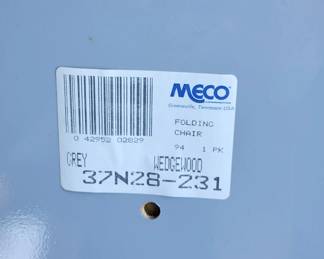 MECO
Greeneville, Tennessee USA
FOLDING
CHAIR
94 1 PK
0 42952 02829
GREY WEDGEWOOD
37N28-231